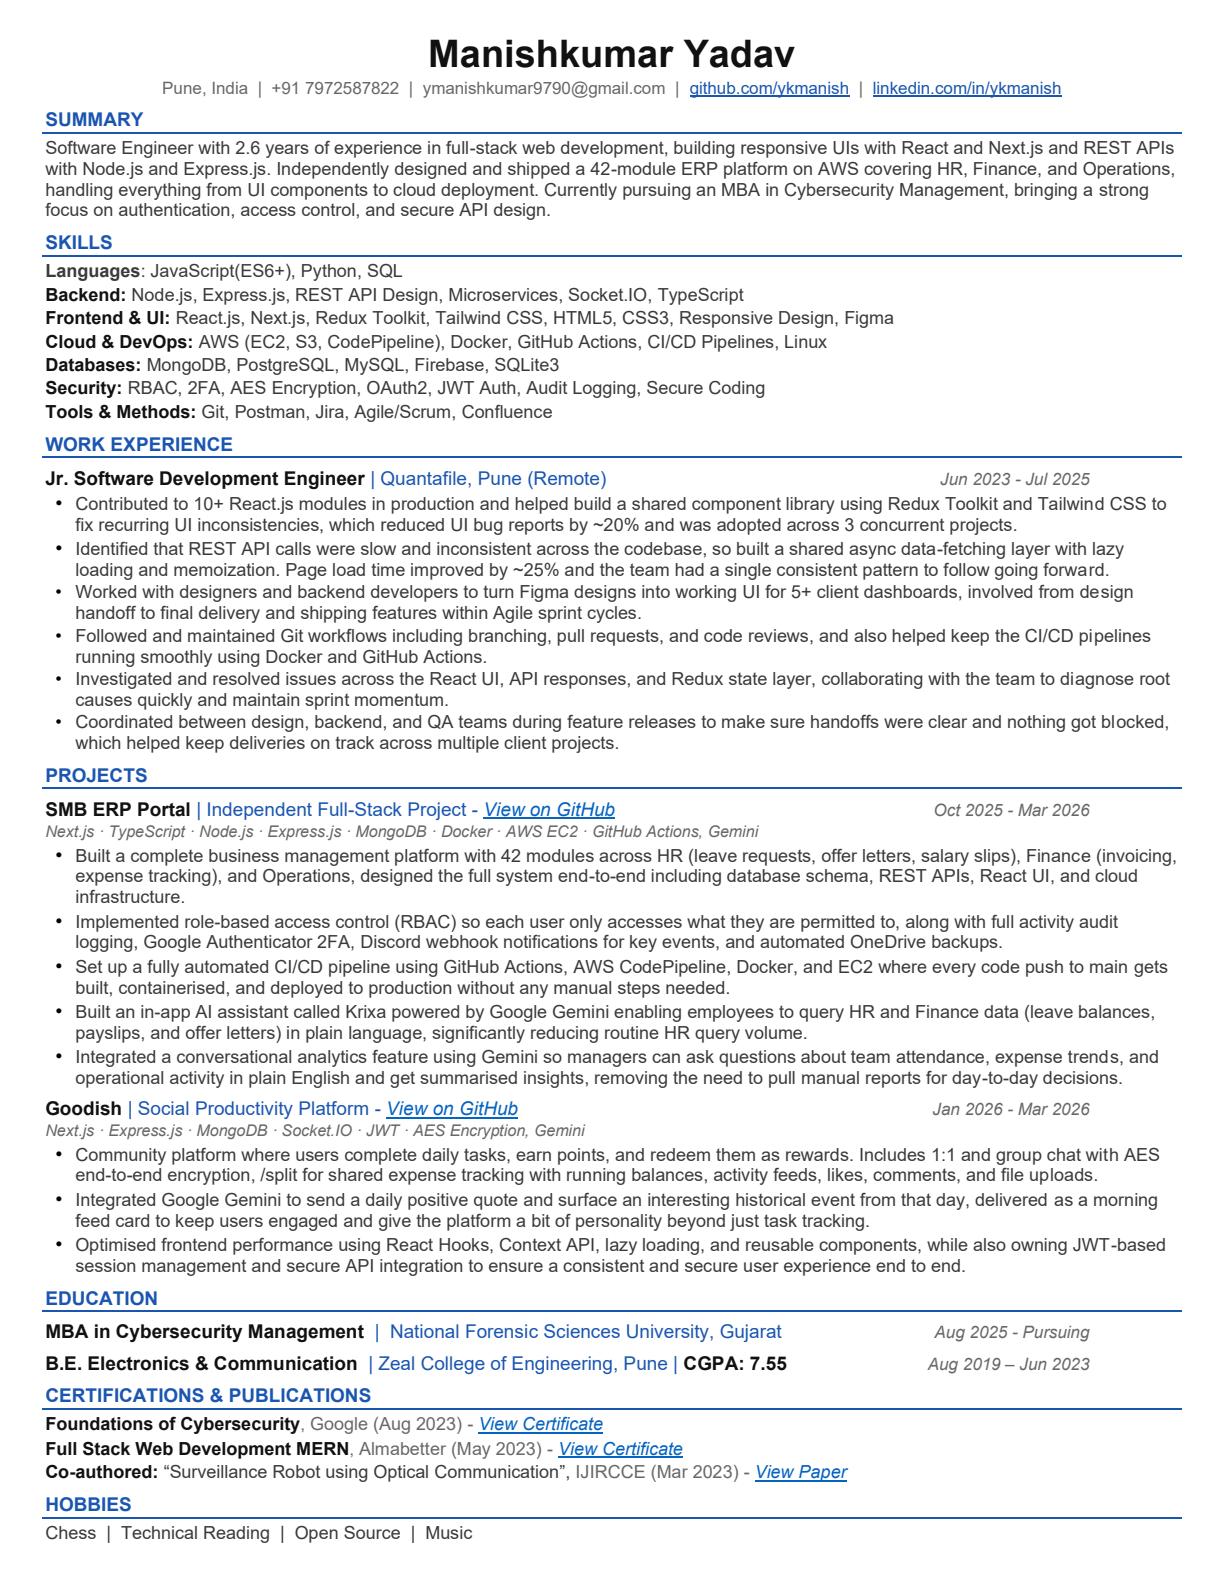 Manishkumar Yadav
Pune, India | +91 7972587822 | ymanishkumar9790@gmail.com | github.com/ykmanish | linkedin.com/in/ykmanish
SUMMARY
Software Engineer with 2.6 years of experience in full-stack web development, building responsive UIs with React and Next.js and REST APIs
with Node.js and Express.js. Independently designed and shipped a 42-module ERP platform on AWS covering HR, Finance, and Operations,
handling everything from UI components to cloud deployment. Currently pursuing an MBA in Cybersecurity Management, bringing a strong
focus on authentication, access control, and secure API design.
SKILLS
Languages: JavaScript(ES6+), Python, SQL
Backend: Node.js, Express.js, REST API Design, Microservices, Socket.IO, TypeScript
Frontend & UI: React.js, Next.js, Redux Toolkit, Tailwind CSS, HTML5, CSS3, Responsive Design, Figma
Cloud & DevOps: AWS (EC2, S3, CodePipeline), Docker, GitHub Actions, CI/CD Pipelines, Linux
Databases: MongoDB, PostgreSQL, MySQL, Firebase, SQLite3
Security: RBAC, 2FA, AES Encryption, OAuth2, JWT Auth, Audit Logging, Secure Coding
Tools & Methods: Git, Postman, Jira, Agile/Scrum, Confluence
WORK EXPERIENCE
Jr. Software Development Engineer | Quantafile, Pune (Remote) Jun 2023 - Jul 2025
• Contributed to 10+ React.js modules in production and helped build a shared component library using Redux Toolkit and Tailwind CSS to
fix recurring UI inconsistencies, which reduced UI bug reports by ~20% and was adopted across 3 concurrent projects.
• Identified that REST API calls were slow and inconsistent across the codebase, so built a shared async data-fetching layer with lazy
loading and memoization. Page load time improved by ~25% and the team had a single consistent pattern to follow going forward.
• Worked with designers and backend developers to turn Figma designs into working UI for 5+ client dashboards, involved from design
handoff to final delivery and shipping features within Agile sprint cycles.
• Followed and maintained Git workflows including branching, pull requests, and code reviews, and also helped keep the CI/CD pipelines
running smoothly using Docker and GitHub Actions.
• Investigated and resolved issues across the React UI, API responses, and Redux state layer, collaborating with the team to diagnose root
causes quickly and maintain sprint momentum.
• Coordinated between design, backend, and QA teams during feature releases to make sure handoffs were clear and nothing got blocked,
which helped keep deliveries on track across multiple client projects.
PROJECTS
SMB ERP Portal | Independent Full-Stack Project - View on GitHub Oct 2025 - Mar 2026
Next.js · TypeScript · Node.js · Express.js · MongoDB · Docker · AWS EC2 · GitHub Actions, Gemini
• Built a complete business management platform with 42 modules across HR (leave requests, offer letters, salary slips), Finance (invoicing,
expense tracking), and Operations, designed the full system end-to-end including database schema, REST APIs, React UI, and cloud
infrastructure.
• Implemented role-based access control (RBAC) so each user only accesses what they are permitted to, along with full activity audit
logging, Google Authenticator 2FA, Discord webhook notifications for key events, and automated OneDrive backups.
• Set up a fully automated CI/CD pipeline using GitHub Actions, AWS CodePipeline, Docker, and EC2 where every code push to main gets
built, containerised, and deployed to production without any manual steps needed.
• Built an in-app AI assistant called Krixa powered by Google Gemini enabling employees to query HR and Finance data (leave balances,
payslips, and offer letters) in plain language, significantly reducing routine HR query volume.
• Integrated a conversational analytics feature using Gemini so managers can ask questions about team attendance, expense trends, and
operational activity in plain English and get summarised insights, removing the need to pull manual reports for day-to-day decisions.
Goodish | Social Productivity Platform - View on GitHub Jan 2026 - Mar 2026
Next.js · Express.js · MongoDB · Socket.IO · JWT · AES Encryption, Gemini
• Community platform where users complete daily tasks, earn points, and redeem them as rewards. Includes 1:1 and group chat with AES
end-to-end encryption, /split for shared expense tracking with running balances, activity feeds, likes, comments, and file uploads.
• Integrated Google Gemini to send a daily positive quote and surface an interesting historical event from that day, delivered as a morning
feed card to keep users engaged and give the platform a bit of personality beyond just task tracking.
• Optimised frontend performance using React Hooks, Context API, lazy loading, and reusable components, while also owning JWT-based
session management and secure API integration to ensure a consistent and secure user experience end to end.
EDUCATION
MBA in Cybersecurity Management | National Forensic Sciences University, Gujarat Aug 2025 - Pursuing
B.E. Electronics & Communication | Zeal College of Engineering, Pune | CGPA: 7.55 Aug 2019 – Jun 2023
CERTIFICATIONS & PUBLICATIONS
Foundations of Cybersecurity, Google (Aug 2023) - View Certificate
Full Stack Web Development MERN, Almabetter (May 2023) - View Certificate
Co-authored: “Surveillance Robot using Optical Communication”, IJIRCCE (Mar 2023) - View Paper
HOBBIES
Chess | Technical Reading | Open Source | Music